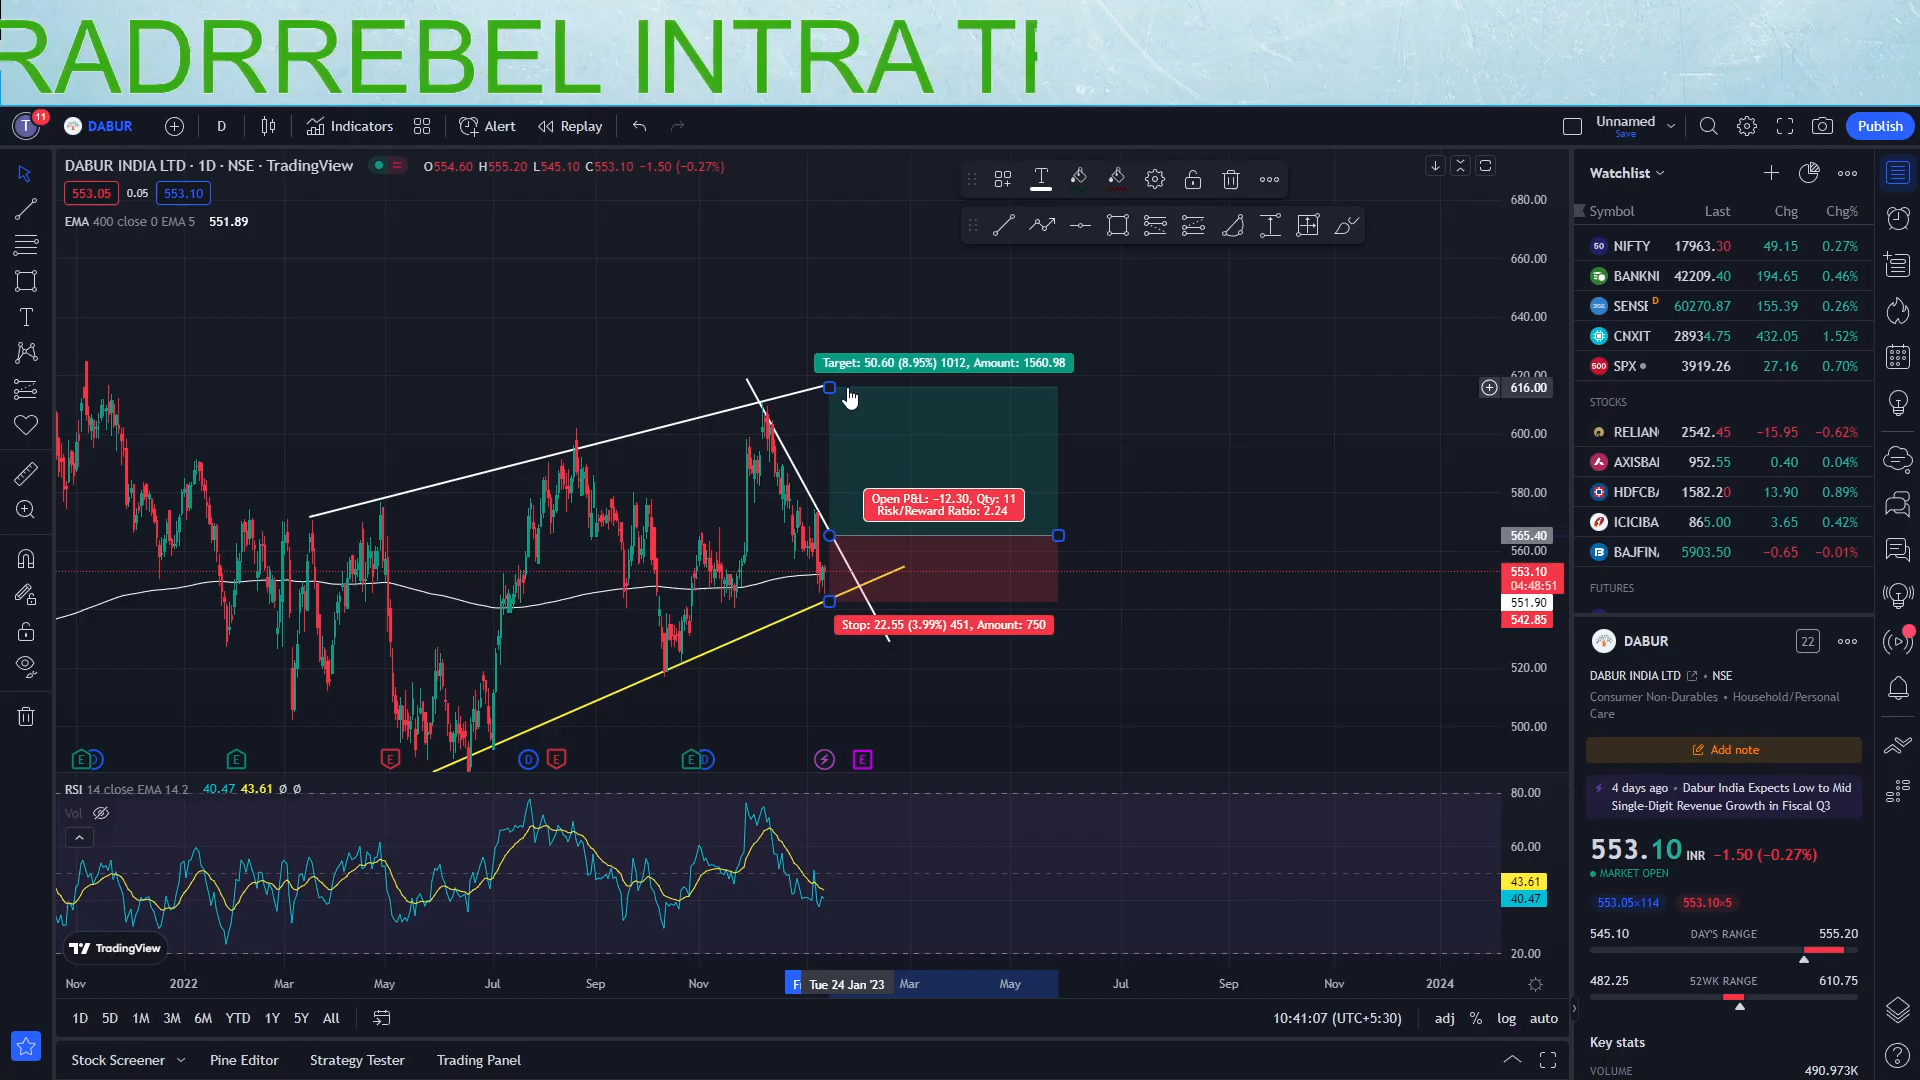 RADRREBEL INTRA T
T 11 DABUR D Indicators Alert Replay Unnamed Save Publish
DABUR INDIA LTD · 1D · NSE · TradingView O554.60 H555.20 L545.10 C553.10 −1.50 (−0.27%)
553.05 0.05 553.10
EMA 400 close 0 EMA 5 551.89
Target: 50.60 (8.95%) 1012, Amount: 1560.98
Open P&L: −12.30, Qty: 11
Risk/Reward Ratio: 2.24
Stop: 22.55 (3.99%) 451, Amount: 750
680.00
660.00
640.00
620.00
616.00
600.00
580.00
565.40
560.00
553.10
04:48:51
551.90
542.85
520.00
500.00
E D E E D E E D E
RSI 14 close EMA 14 2 40.47 43.61 Ø Ø
Vol
80.00
60.00
43.61
40.47
20.00
TradingView
Nov 2022 Mar May Jul Sep Nov Tue 24 Jan '23 Mar May Jul Sep Nov 2024
1D 5D 1M 3M 6M YTD 1Y 5Y All 10:41:07 (UTC+5:30) adj % log auto
Stock Screener Pine Editor Strategy Tester Trading Panel
Watchlist
Symbol Last Chg Chg%
50 NIFTY 17963.30 49.15 0.27%
BANKNI 42209.40 194.65 0.46%
SENSE D 60270.87 155.39 0.26%
CNXIT 28934.75 432.05 1.52%
500 SPX 3919.26 27.16 0.70%
STOCKS
RELIAN 2542.45 −15.95 −0.62%
AXISBAI 952.55 0.40 0.04%
HDFCBA 1582.20 13.90 0.89%
ICICIBA 865.00 3.65 0.42%
BAJFIN 5903.50 −0.65 −0.01%
FUTURES
DABUR 22
DABUR INDIA LTD • NSE
Consumer Non-Durables • Household/Personal
Care
Add note
4 days ago • Dabur India Expects Low to Mid
Single-Digit Revenue Growth in Fiscal Q3
553.10 INR −1.50 (−0.27%)
MARKET OPEN
553.05×114 553.10×5
545.10 DAY'S RANGE 555.20
482.25 52WK RANGE 610.75
Key stats
VOLUME 490.973K